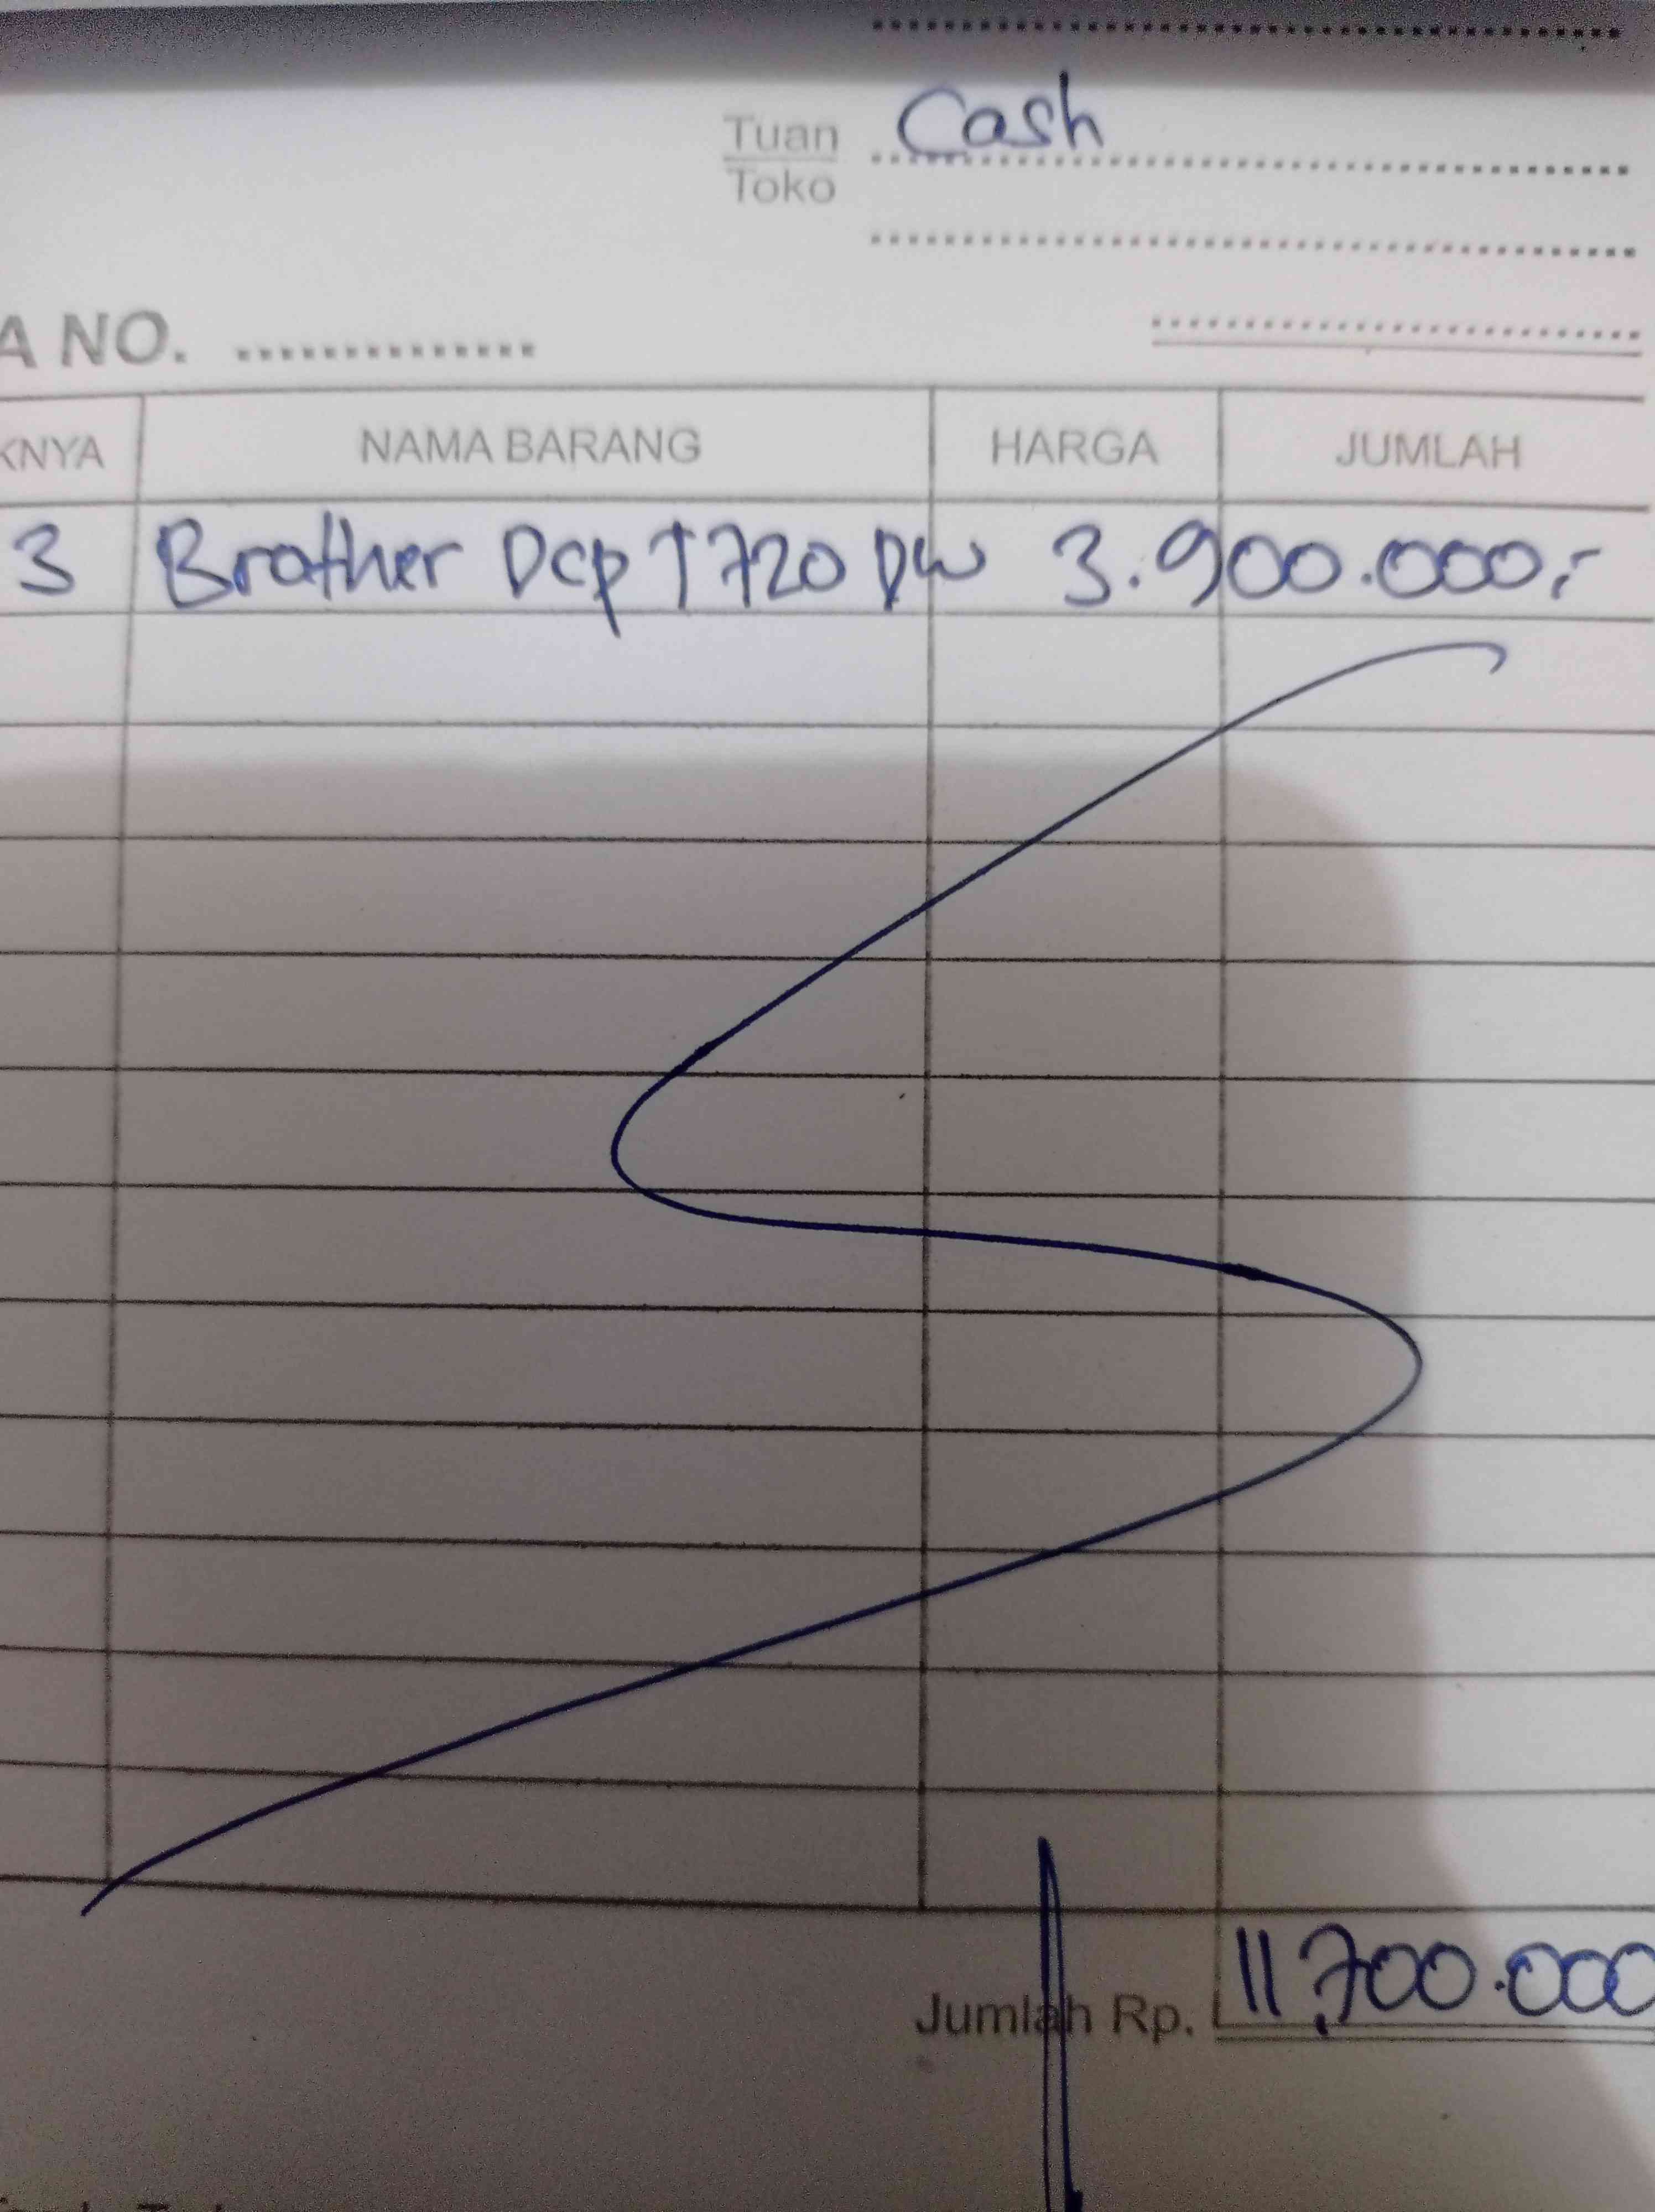 Tuan Cash
Toko
A NO. ..............
KNYA NAMA BARANG HARGA JUMLAH
3 Brother Dcp T720 DW 3.900.000,-
Jumlah Rp. 11.700.000